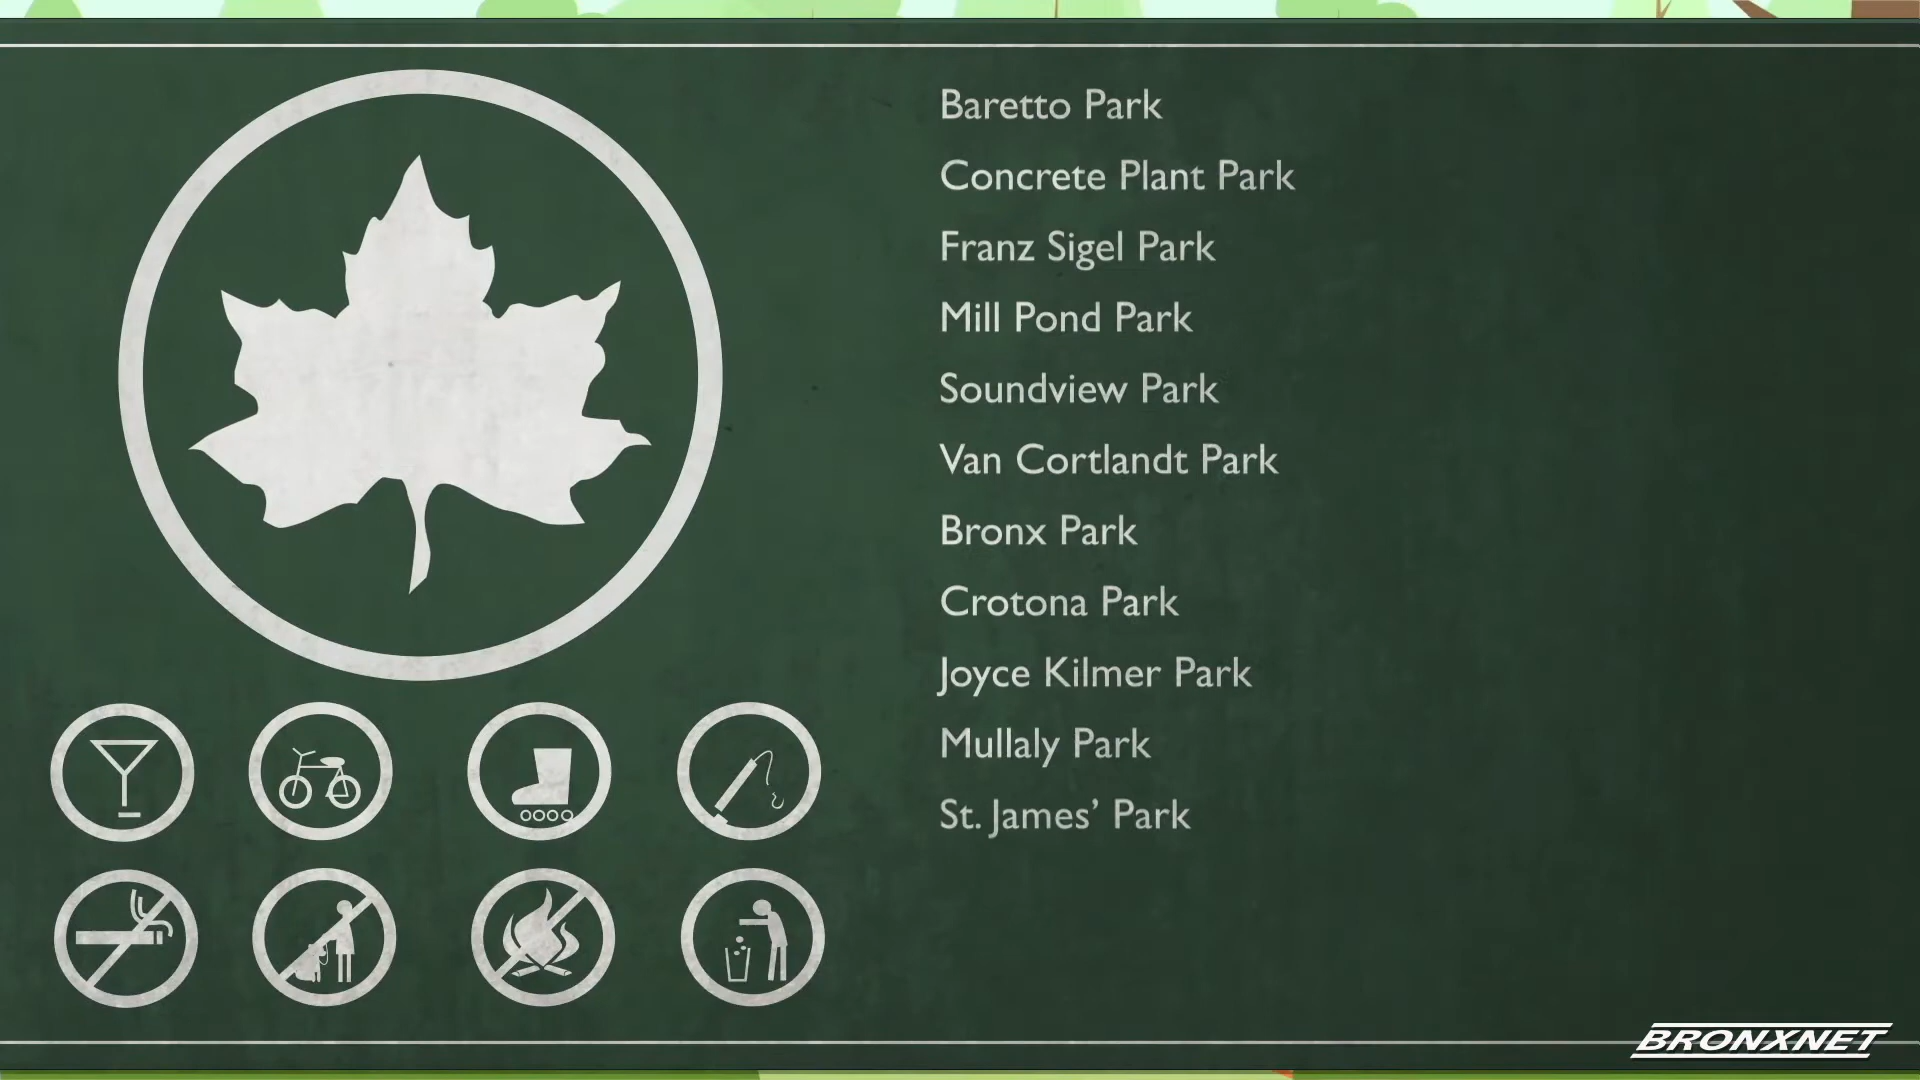 Baretto Park
Concrete Plant Park
Franz Sigel Park
Mill Pond Park
Soundview Park
Van Cortlandt Park
Bronx Park
Crotona Park
Joyce Kilmer Park
Mullaly Park
St. James’ Park
BRONXNET